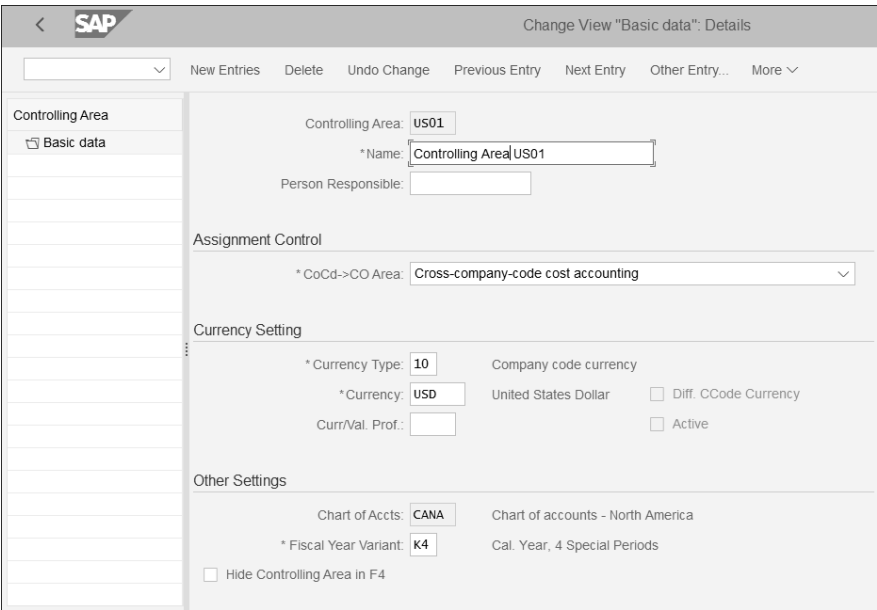 SAP Change View "Basic data": Details
New Entries Delete Undo Change Previous Entry Next Entry Other Entry... More
Controlling Area
Basic data
Controlling Area: US01
*Name: Controlling Area US01
Person Responsible:
Assignment Control
* CoCd->CO Area: Cross-company-code cost accounting
Currency Setting
* Currency Type: 10 Company code currency
*Currency: USD United States Dollar Diff. CCode Currency
Curr/Val. Prof.: Active
Other Settings
Chart of Accts: CANA Chart of accounts - North America
* Fiscal Year Variant: K4 Cal. Year, 4 Special Periods
Hide Controlling Area in F4